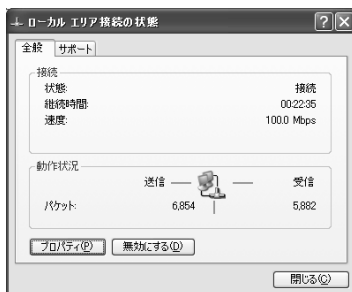 ローカル エリア接続の状態
全般 サポート
接続
状態: 接続
継続時間: 00:22:35
速度: 100.0 Mbps
動作状況
送信 受信
パケット: 6,854 5,882
プロパティ(P) 無効にする(D)
閉じる(C)